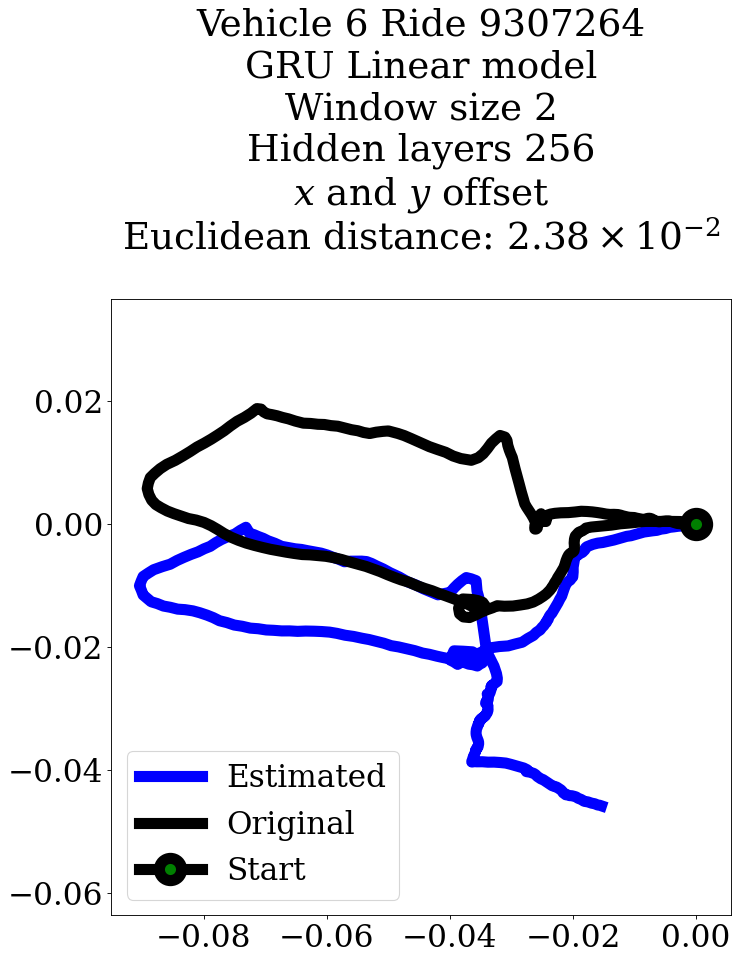 Vehicle 6 Ride 9307264
GRU Linear model
Window size 2
Hidden layers 256
x and y offset
Euclidean distance: 2.38 × 10⁻²
0.02
0.00
−0.02
−0.04
−0.06
Estimated
Original
Start
−0.08 −0.06 −0.04 −0.02 0.00